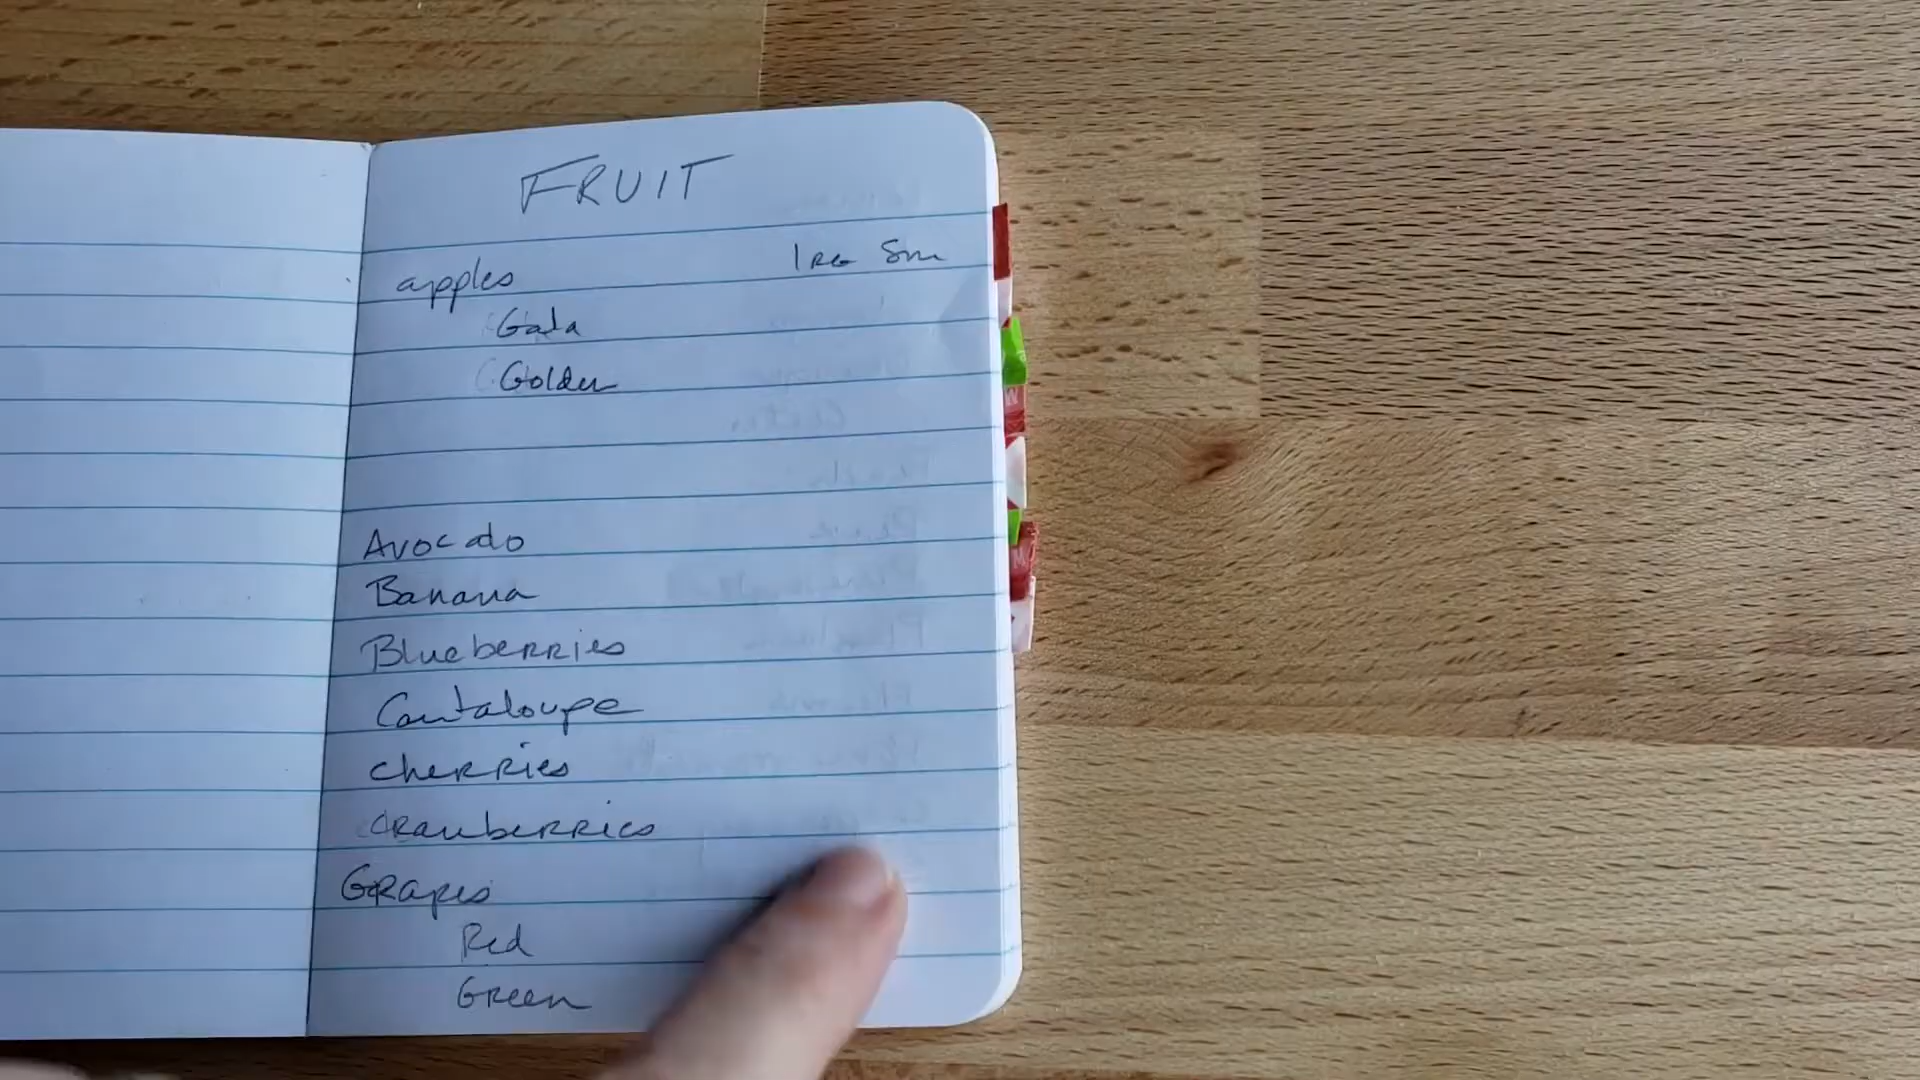 FRUIT
apples lRG Sm
Gala
Golden
Avocado
Banana
Blueberries
Cantaloupe
cherries
cranberries
Grapes
Red
Green